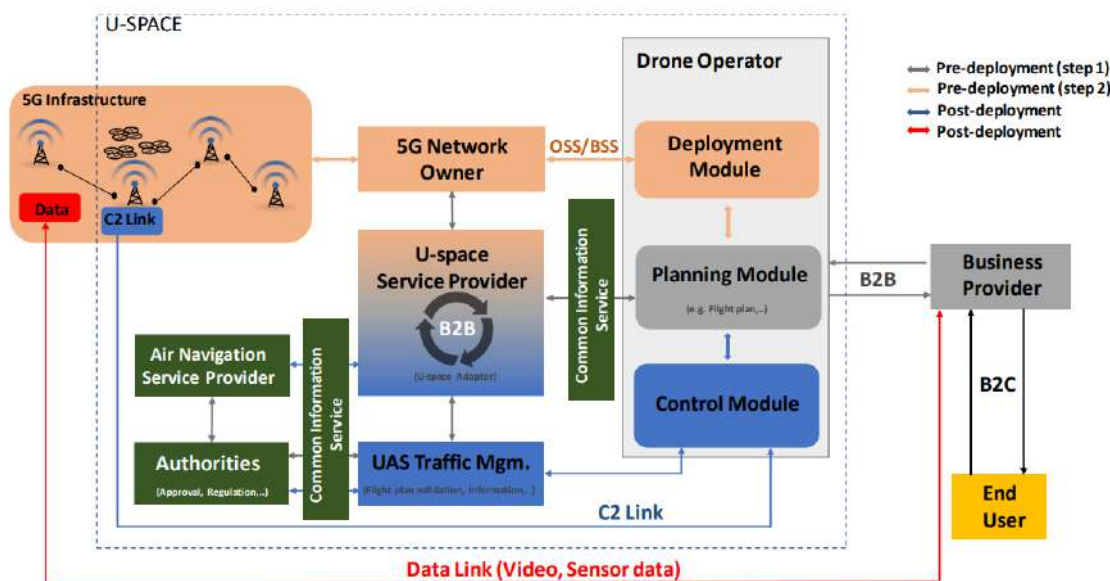 U-SPACE
Drone Operator
Pre-deployment (step 1)
Pre-deployment (step 2)
Post-deployment
Post-deployment
5G Infrastructure
Data
C2 Link
5G Network
Owner
OSS/BSS
Deployment
Module
U-space
Service Provider
B2B
(U-space Adapter)
Common Information
Service
Planning Module
(e.g. Flight plan,..)
B2B
Business
Provider
Air Navigation
Service Provider
Common Information
Service
Control Module
B2C
Authorities
(Approval, Regulation,..)
UAS Traffic Mgm.
(Flight plan validation, Information,..)
C2 Link
End
User
Data Link (Video, Sensor data)